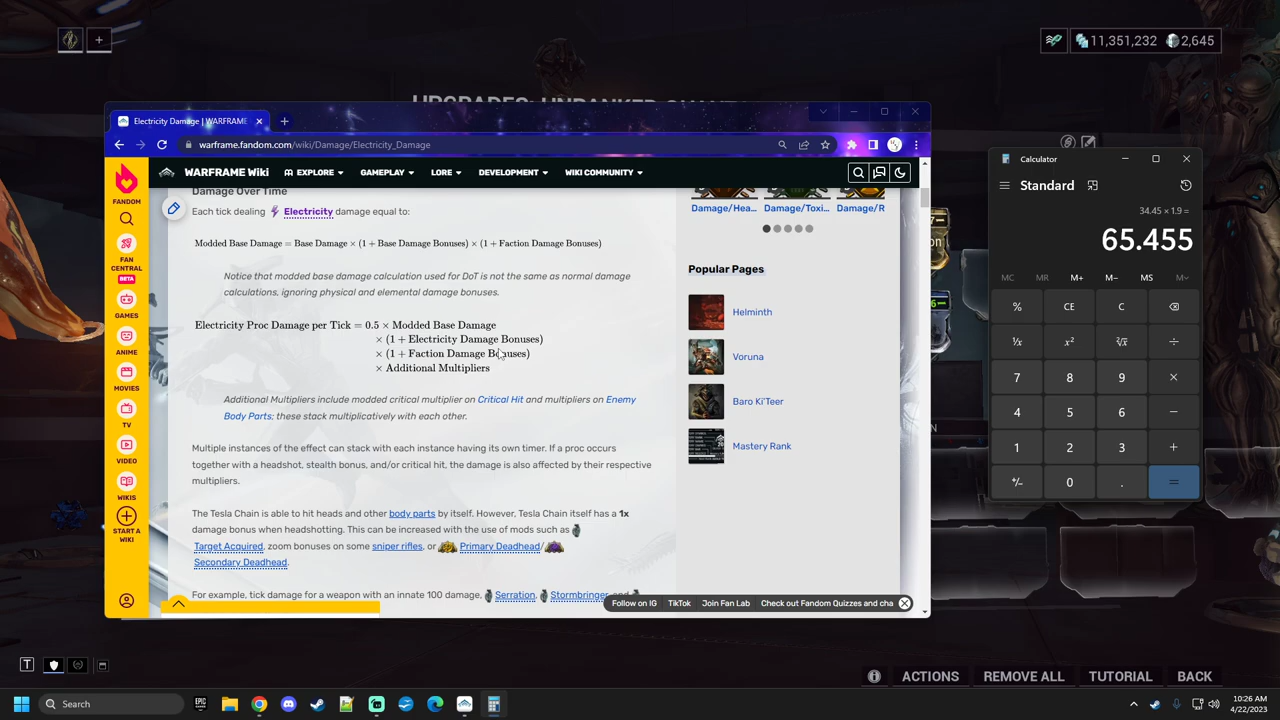 11,351,232 2,645
Electricity Damage | WARFRAME
warframe.fandom.com/wiki/Damage/Electricity_Damage
WARFRAME Wiki
EXPLORE
GAMEPLAY
LORE
DEVELOPMENT
WIKI COMMUNITY
FANDOM
FAN CENTRAL
BETA
GAMES
ANIME
MOVIES
TV
VIDEO
WIKIS
START A WIKI
Damage Over Time
Each tick dealing Electricity damage equal to:
Modded Base Damage = Base Damage × (1 + Base Damage Bonuses) × (1 + Faction Damage Bonuses)
Notice that modded base damage calculation used for DoT is not the same as normal damage
calculations, ignoring physical and elemental damage bonuses.
Electricity Proc Damage per Tick = 0.5 × Modded Base Damage
× (1 + Electricity Damage Bonuses)
× (1 + Faction Damage Bonuses)
× Additional Multipliers
Additional Multipliers include modded critical multiplier on Critical Hit and multipliers on Enemy
Body Parts; these stack multiplicatively with each other.
Multiple instances of the effect can stack with each instance having its own timer. If a proc occurs
together with a headshot, stealth bonus, and/or critical hit, the damage is also affected by their respective
multipliers.
The Tesla Chain is able to hit heads and other body parts by itself. However, Tesla Chain itself has a 1x
damage bonus when headshotting. This can be increased with the use of mods such as
Target Acquired, zoom bonuses on some sniper rifles, or Primary Deadhead/
Secondary Deadhead.
For example, tick damage for a weapon with an innate 100 damage, Serration, Stormbringer,
Damage/Hea... Damage/Toxi... Damage/R
Popular Pages
Helminth
Voruna
Baro Ki'Teer
Mastery Rank
Follow on IG TikTok Join Fan Lab Check out Fandom Quizzes and cha
Calculator
Standard
34.45 × 1.9 =
65.455
MC MR M+ M− MS M˅
% CE C
¹/x x² ²√x ÷
7 8 9 ×
4 5 6 −
1 2 3 +
+/− 0 . =
T
ACTIONS REMOVE ALL TUTORIAL BACK
Search
EPIC GAMES
10:26 AM
4/22/2023